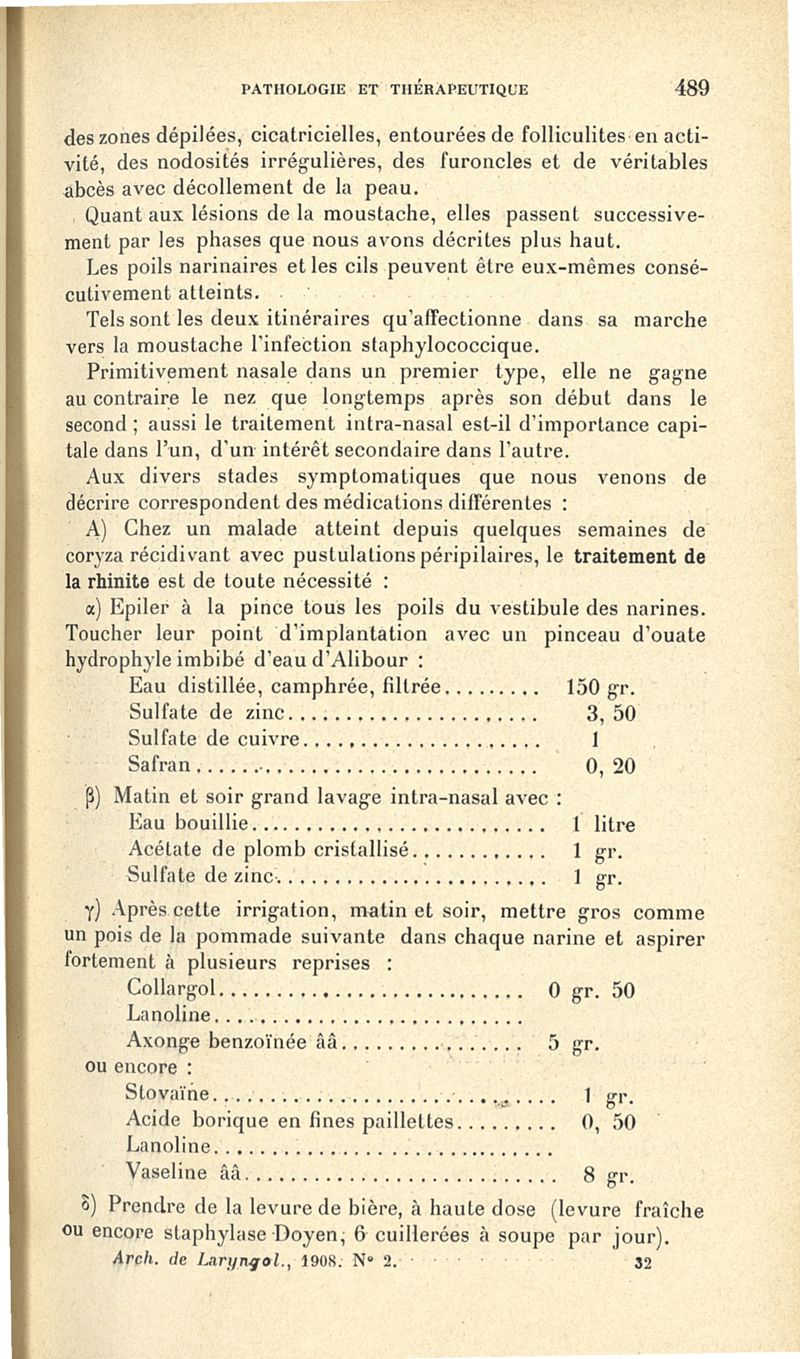 PATHOLOGIE ET THÉRAPEUTIQUE 489
des zones dépilées, cicatricielles, entourées de folliculites en acti-
vité, des nodosités irrégulières, des furoncles et de véritables
abcès avec décollement de la peau.
Quant aux lésions de la moustache, elles passent successive-
ment par les phases que nous avons décrites plus haut.
Les poils narinaires et les cils peuvent être eux-mêmes consé-
cutivement atteints.
Tels sont les deux itinéraires qu'affectionne dans sa marche
vers la moustache l'infection staphylococcique.
Primitivement nasale dans un premier type, elle ne gagne
au contraire le nez que longtemps après son début dans le
second ; aussi le traitement intra-nasal est-il d'importance capi-
tale dans l'un, d'un intérêt secondaire dans l'autre.
Aux divers stades symptomatiques que nous venons de
décrire correspondent des médications différentes :
A) Chez un malade atteint depuis quelques semaines de
coryza récidivant avec pustulations péripilaires, le traitement de
la rhinite est de toute nécessité :
α) Epiler à la pince tous les poils du vestibule des narines.
Toucher leur point d'implantation avec un pinceau d'ouate
hydrophyle imbibé d'eau d'Alibour :
Eau distillée, camphrée, filtrée......... 150 gr.
Sulfate de zinc....................... 3, 50
Sulfate de cuivre...................... 1
Safran............................... 0, 20
β) Matin et soir grand lavage intra-nasal avec :
Eau bouillie.......................... 1 litre
Acétate de plomb cristallisé............ 1 gr.
Sulfate de zinc........................ 1 gr.
γ) Après cette irrigation, matin et soir, mettre gros comme
un pois de la pommade suivante dans chaque narine et aspirer
fortement à plusieurs reprises :
Collargol............................ 0 gr. 50
Lanoline............................
Axonge benzoïnée ãã................. 5 gr.
ou encore :
Stovaïne............................... 1 gr.
Acide borique en fines paillettes......... 0, 50
Lanoline..............................
Vaseline ãã............................ 8 gr.
δ) Prendre de la levure de bière, à haute dose (levure fraîche
ou encore staphylase Doyen, 6 cuillerées à soupe par jour).
Arch. de Laryngol., 1908. N° 2. 32